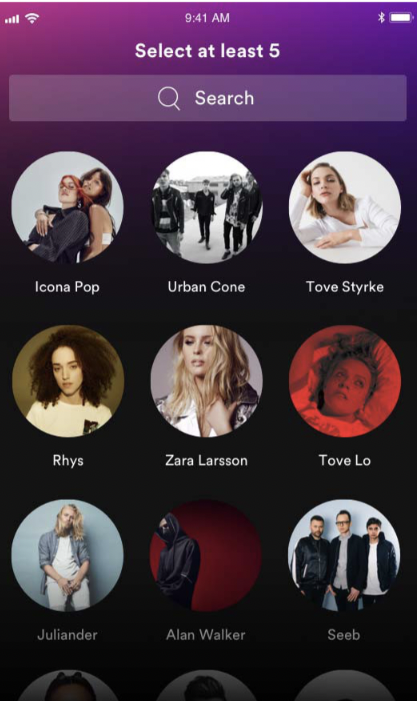 9:41 AM
Select at least 5
Search
Icona Pop
Urban Cone
Tove Styrke
Rhys
Zara Larsson
Tove Lo
Juliander
Alan Walker
Seeb